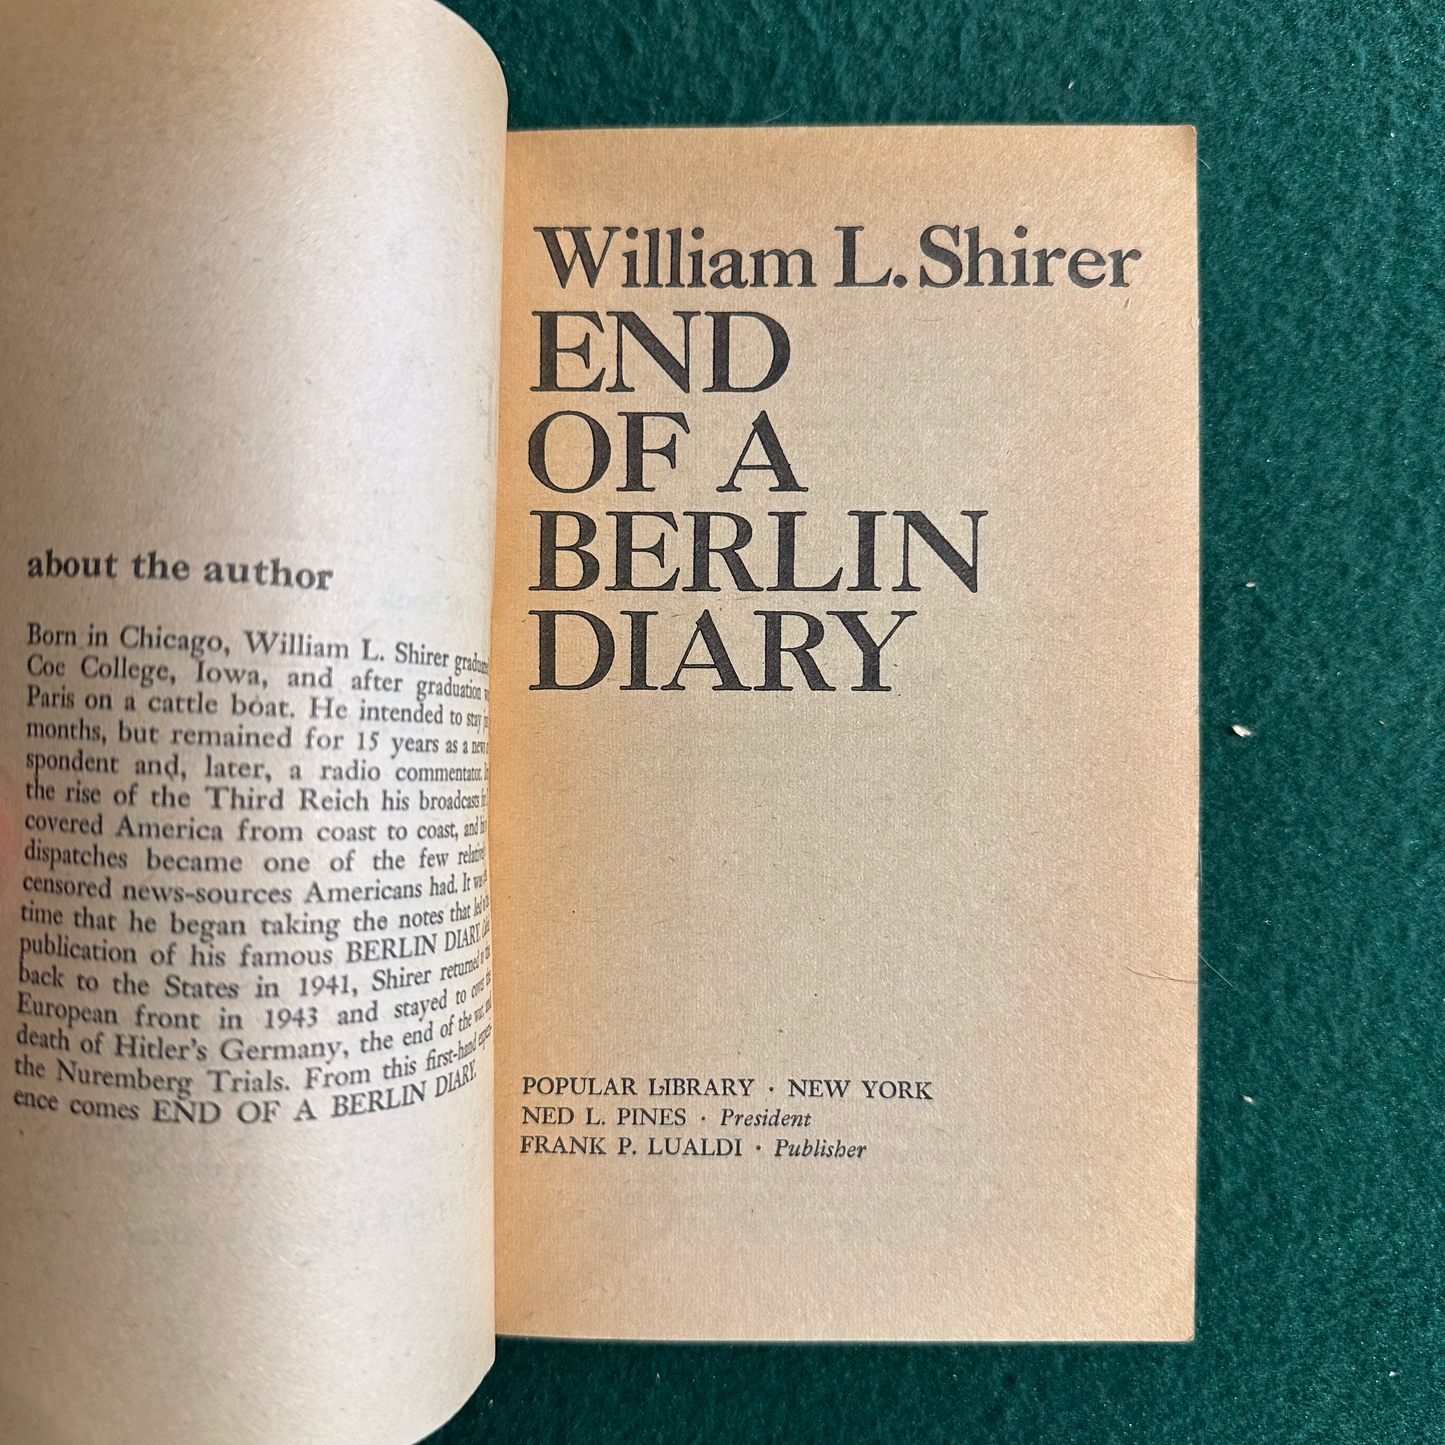 about the author
Born in Chicago, William L. Shirer
Coe College, Iowa, and after graduation
Paris on a cattle boat. He intended to stay
months, but remained for 15 years as a
spondent and, later, a radio commentator.
the rise of the Third Reich his broadcasts
covered America from coast to coast, and
dispatches became one of the few
censored news-sources Americans had. It
time that he began taking the notes that led
publication of his famous BERLIN DIARY.
back to the States in 1941, Shirer returned to
European front in 1943 and stayed to cover the
death of Hitler's Germany, the end of the war, and
the Nuremberg Trials. From this first-hand experi-
ence comes END OF A BERLIN DIARY.
William L. Shirer
END
OF A
BERLIN
DIARY
POPULAR LIBRARY • NEW YORK
NED L. PINES • President
FRANK P. LUALDI • Publisher